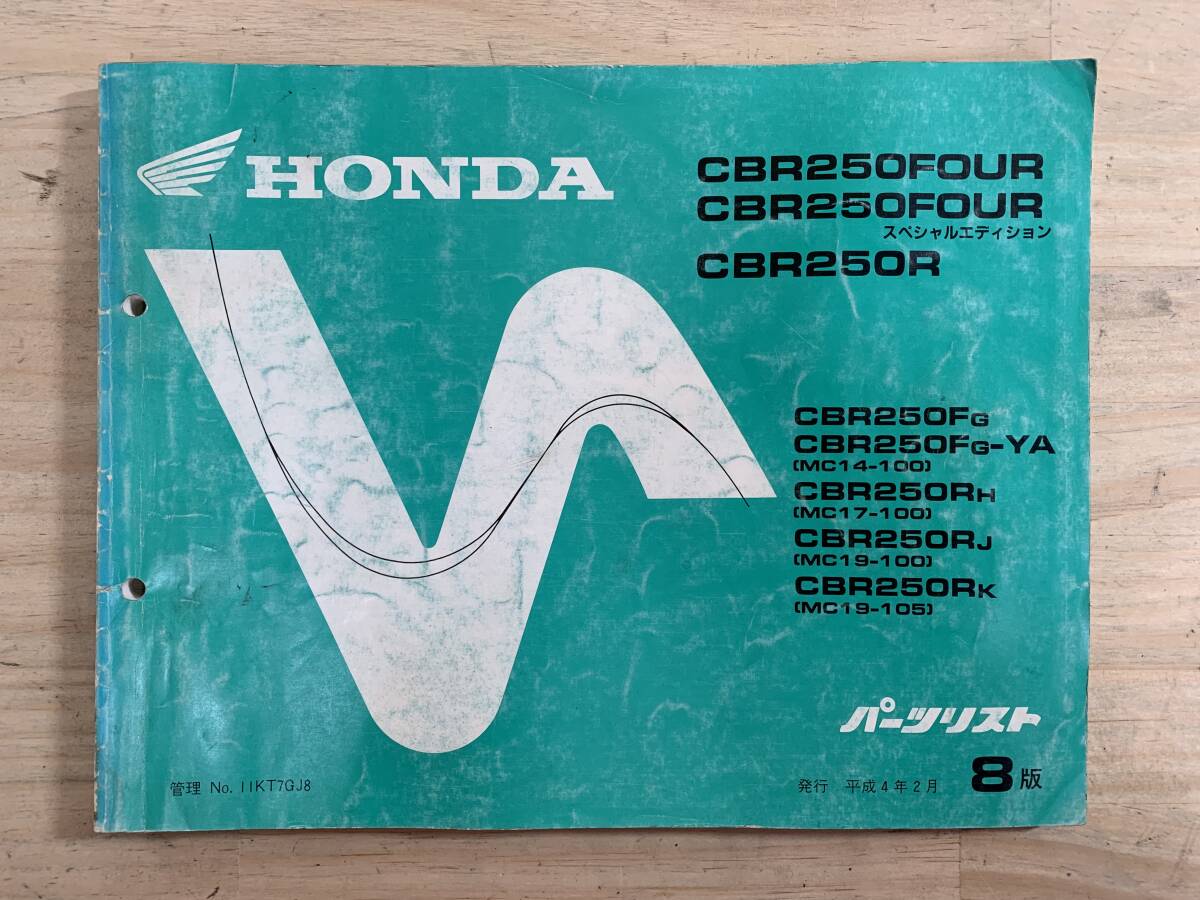 HONDA
CBR250FOUR
CBR250FOUR
スペシャルエディション
CBR250R
CBR250FG
CBR250FG-YA
(MC14-100)
CBR250RH
(MC17-100)
CBR250RJ
(MC19-100)
CBR250RK
(MC19-105)
パーツリスト
管理 No. 11KT7GJ8
発行 平成4年2月 8版